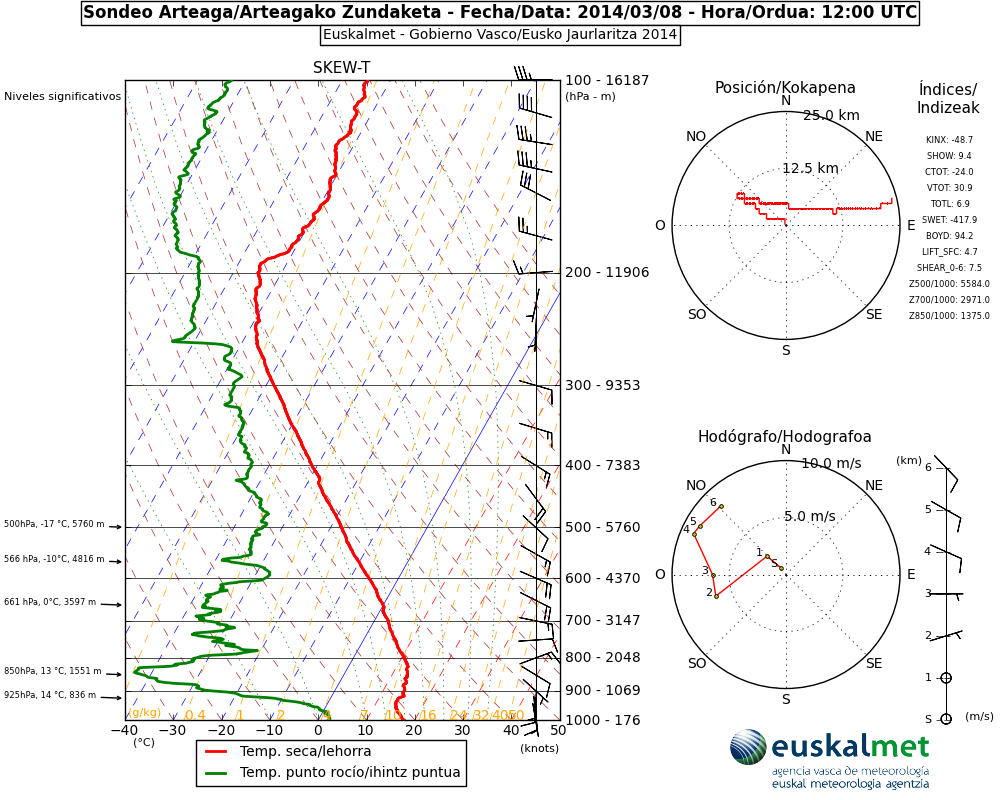 Sondeo Arteaga/Arteagako Zundaketa - Fecha/Data: 2014/03/08 - Hora/Ordua: 12:00 UTC
Euskalmet - Gobierno Vasco/Eusko Jaurlaritza 2014
SKEW-T
Niveles significativos
500hPa, -17 °C, 5760 m
566 hPa, -10°C, 4816 m
661 hPa, 0°C, 3597 m
850hPa, 13 °C, 1551 m
925hPa, 14 °C, 836 m
100 - 16187
(hPa - m)
200 - 11906
300 - 9353
400 - 7383
500 - 5760
600 - 4370
700 - 3147
800 - 2048
900 - 1069
1000 - 176
(g/kg) 0.4 1 2 4 7 10 16 24 32 40 50
−40 −30 −20 −10 0 10 20 30 40 50
(°C)
(knots)
Temp. seca/lehorra
Temp. punto rocío/ihintz puntua
Posición/Kokapena
N
25.0 km
NO
NE
12.5 km
O
E
SO
SE
S
Índices/
Indizeak
KINX: -48.7
SHOW: 9.4
CTOT: -24.0
VTOT: 30.9
TOTL: 6.9
SWET: -417.9
BOYD: 94.2
LIFT_SFC: 4.7
SHEAR_0-6: 7.5
Z500/1000: 5584.0
Z700/1000: 2971.0
Z850/1000: 1375.0
Hodógrafo/Hodografoa
N
10.0 m/s
NO
NE
5.0 m/s
6
5
4
3
2
1
S
O
E
SO
SE
S
(km)
6
5
4
3
2
1
S
(m/s)
euskalmet
agencia vasca de meteorología
euskal meteorologia agentzia